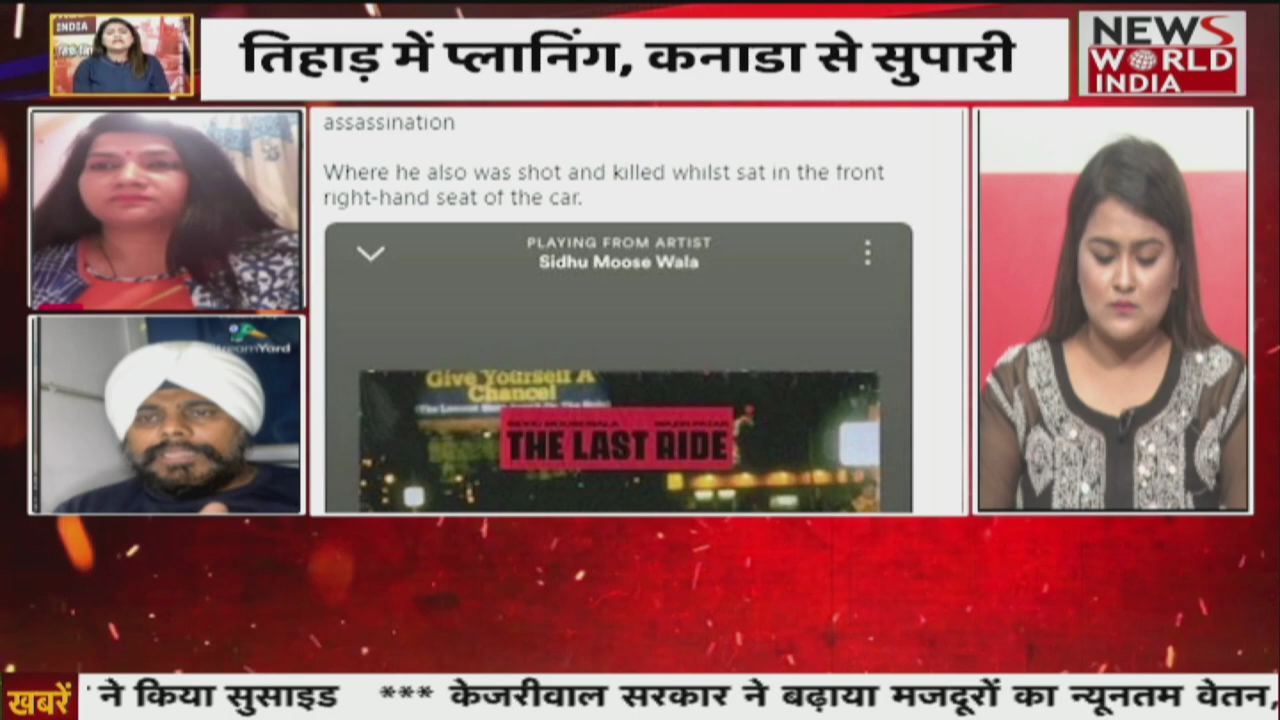 INDIA
तिहाड़ में प्लानिंग, कनाडा से सुपारी
NEWS
WORLD
INDIA
assassination
Where he also was shot and killed whilst sat in the front
right-hand seat of the car.
PLAYING FROM ARTIST
Sidhu Moose Wala
Give Yourself A
Chance!
THE LAST RIDE
StreamYard
खबरें
ने किया सुसाइड *** केजरीवाल सरकार ने बढ़ाया मजदूरों का न्यूनतम वेतन,